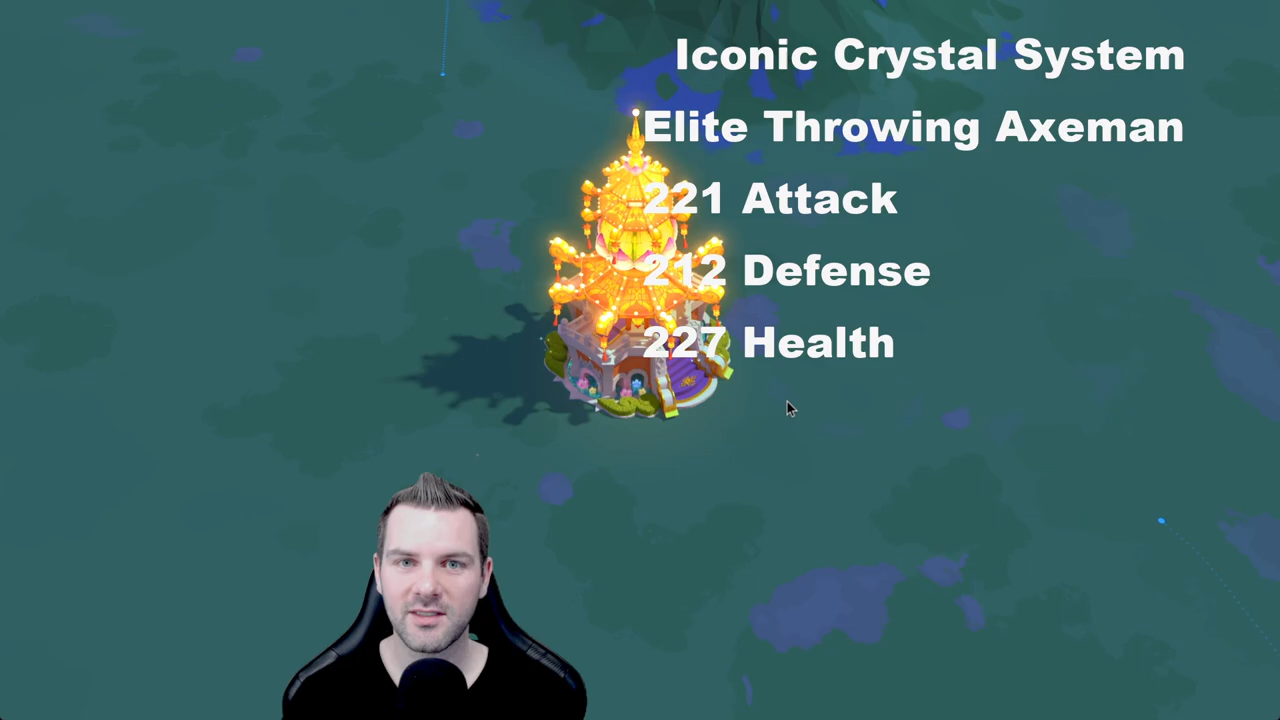 Iconic Crystal System
Elite Throwing Axeman
221 Attack
212 Defense
227 Health